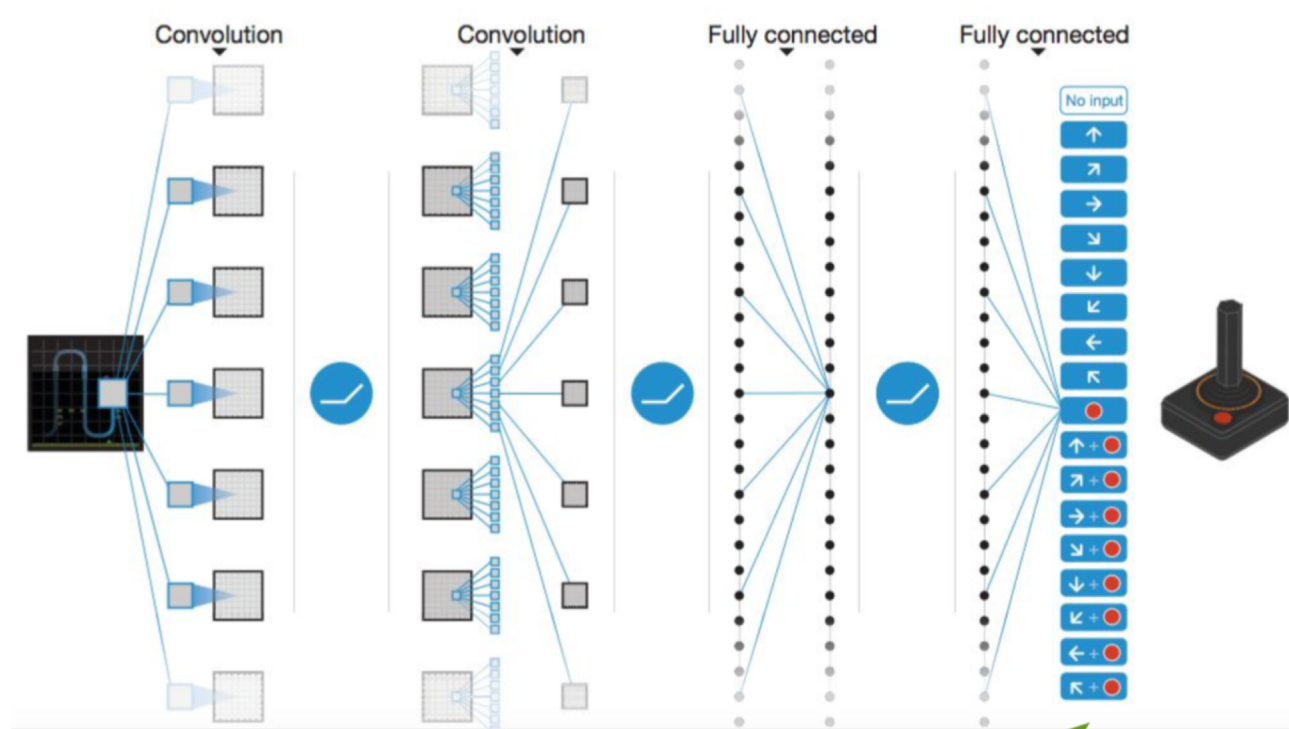 Convolution
Convolution
Fully connected
Fully connected
No input
+
+
+
+
+
+
+
+